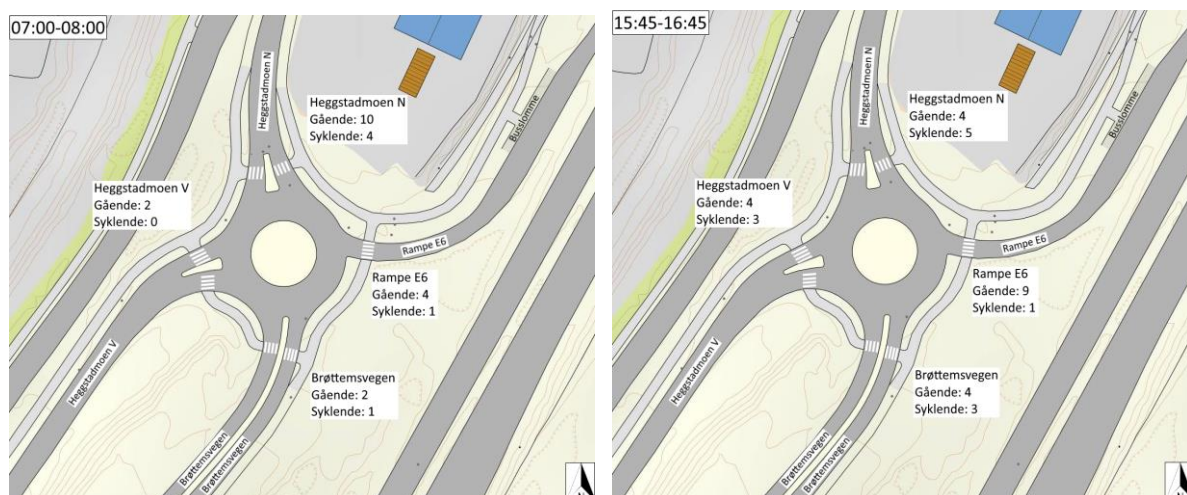 07:00-08:00
Heggstadmoen N
Heggstadmoen N
Gående: 10
Syklende: 4
Busslomme
Heggstadmoen V
Gående: 2
Syklende: 0
Rampe E6
Rampe E6
Gående: 4
Syklende: 1
Heggstadmoen V
Brøttemsvegen
Gående: 2
Syklende: 1
Brøttemsvegen
Brøttemsvegen
15:45-16:45
Heggstadmoen N
Heggstadmoen N
Gående: 4
Syklende: 5
Busslomme
Heggstadmoen V
Gående: 4
Syklende: 3
Rampe E6
Rampe E6
Gående: 9
Syklende: 1
Heggstadmoen V
Brøttemsvegen
Gående: 4
Syklende: 3
Brøttemsvegen
Brøttemsvegen